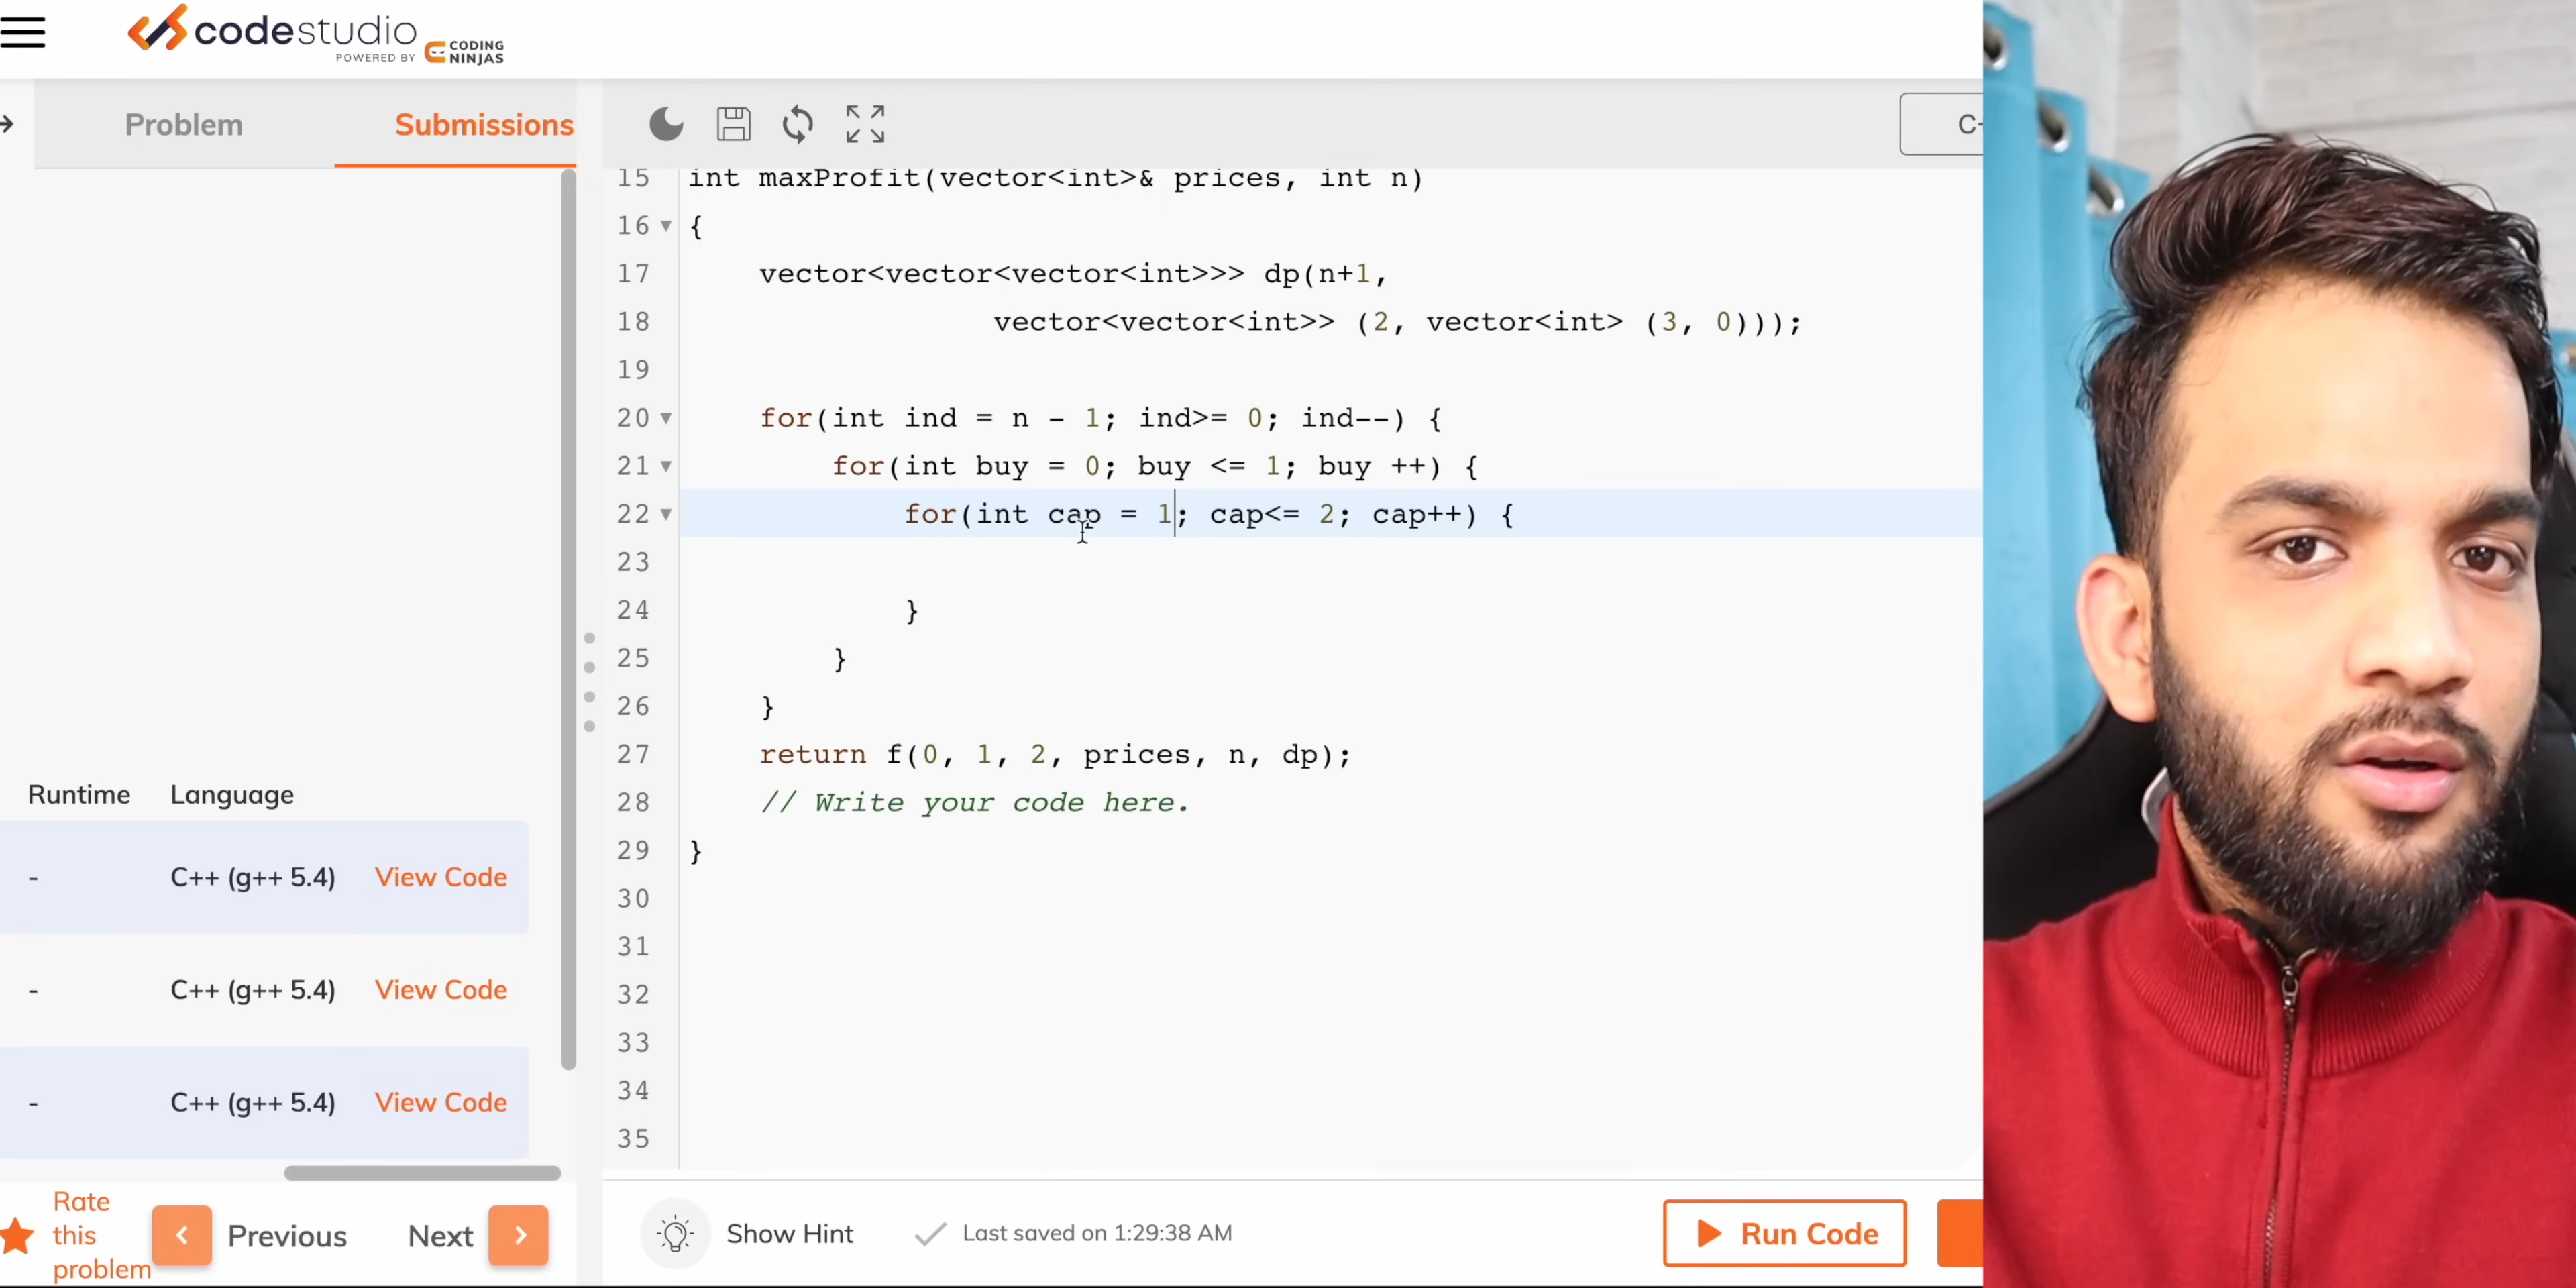 codestudio
POWERED BY CODING NINJAS
Problem Submissions
C-
15 int maxProfit(vector<int>& prices, int n)
16 {
17 vector<vector<vector<int>>> dp(n+1,
18 vector<vector<int>> (2, vector<int> (3, 0)));
19
20 for(int ind = n - 1; ind>= 0; ind--) {
21 for(int buy = 0; buy <= 1; buy ++) {
22 for(int cap = 1; cap<= 2; cap++) {
23
24 }
25 }
26 }
27 return f(0, 1, 2, prices, n, dp);
28 // Write your code here.
29 }
30
31
32
33
34
35
Runtime Language
- C++ (g++ 5.4) View Code
- C++ (g++ 5.4) View Code
- C++ (g++ 5.4) View Code
Rate this problem
Previous Next
Show Hint Last saved on 1:29:38 AM
Run Code